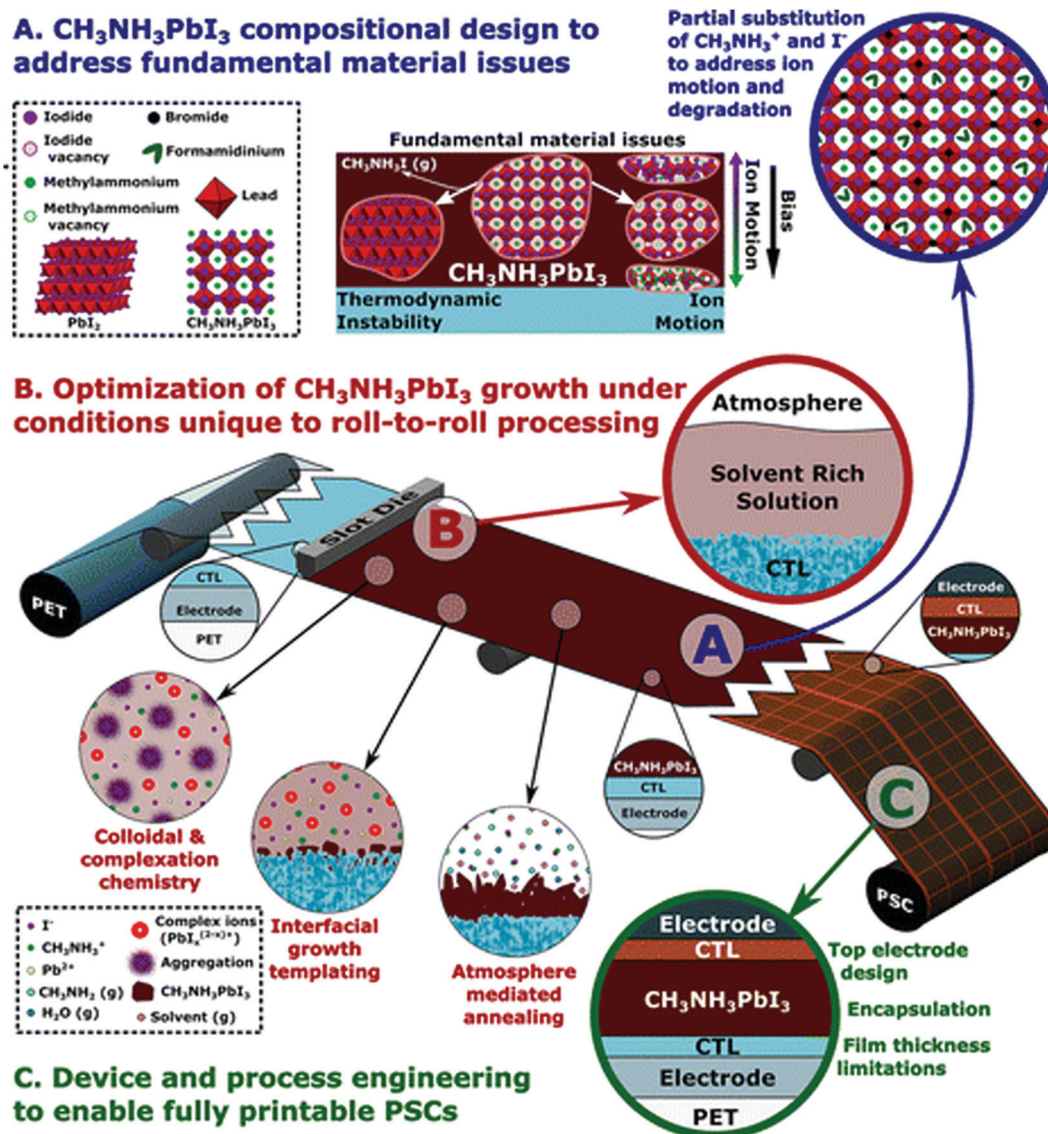 A. CH₃NH₃PbI₃ compositional design to
address fundamental material issues
Partial substitution
of CH₃NH₃⁺ and I⁻
to address ion
motion and
degradation
Iodide
Iodide
vacancy
Methylammonium
Methylammonium
vacancy
Bromide
Formamidinium
Lead
PbI₂
CH₃NH₃PbI₃
Fundamental material issues
CH₃NH₃I (g)
CH₃NH₃PbI₃
Thermodynamic
Instability
Ion
Motion
Ion Motion
Bias
B. Optimization of CH₃NH₃PbI₃ growth under
conditions unique to roll-to-roll processing
Atmosphere
Solvent Rich
Solution
CTL
Slot Die
B
PET
CTL
Electrode
PET
A
Electrode
CTL
CH₃NH₃PbI₃
CH₃NH₃PbI₃
CTL
Electrode
C
PSC
Colloidal &
complexation
chemistry
Interfacial
growth
templating
Atmosphere
mediated
annealing
I⁻
CH₃NH₃⁺
Pb²⁺
CH₃NH₂ (g)
H₂O (g)
Complex ions
(PbIₓ⁽²⁻ˣ⁾⁺)
Aggregation
CH₃NH₃PbI₃
Solvent (g)
Electrode
CTL
CH₃NH₃PbI₃
CTL
Electrode
PET
Top electrode
design
Encapsulation
Film thickness
limitations
C. Device and process engineering
to enable fully printable PSCs